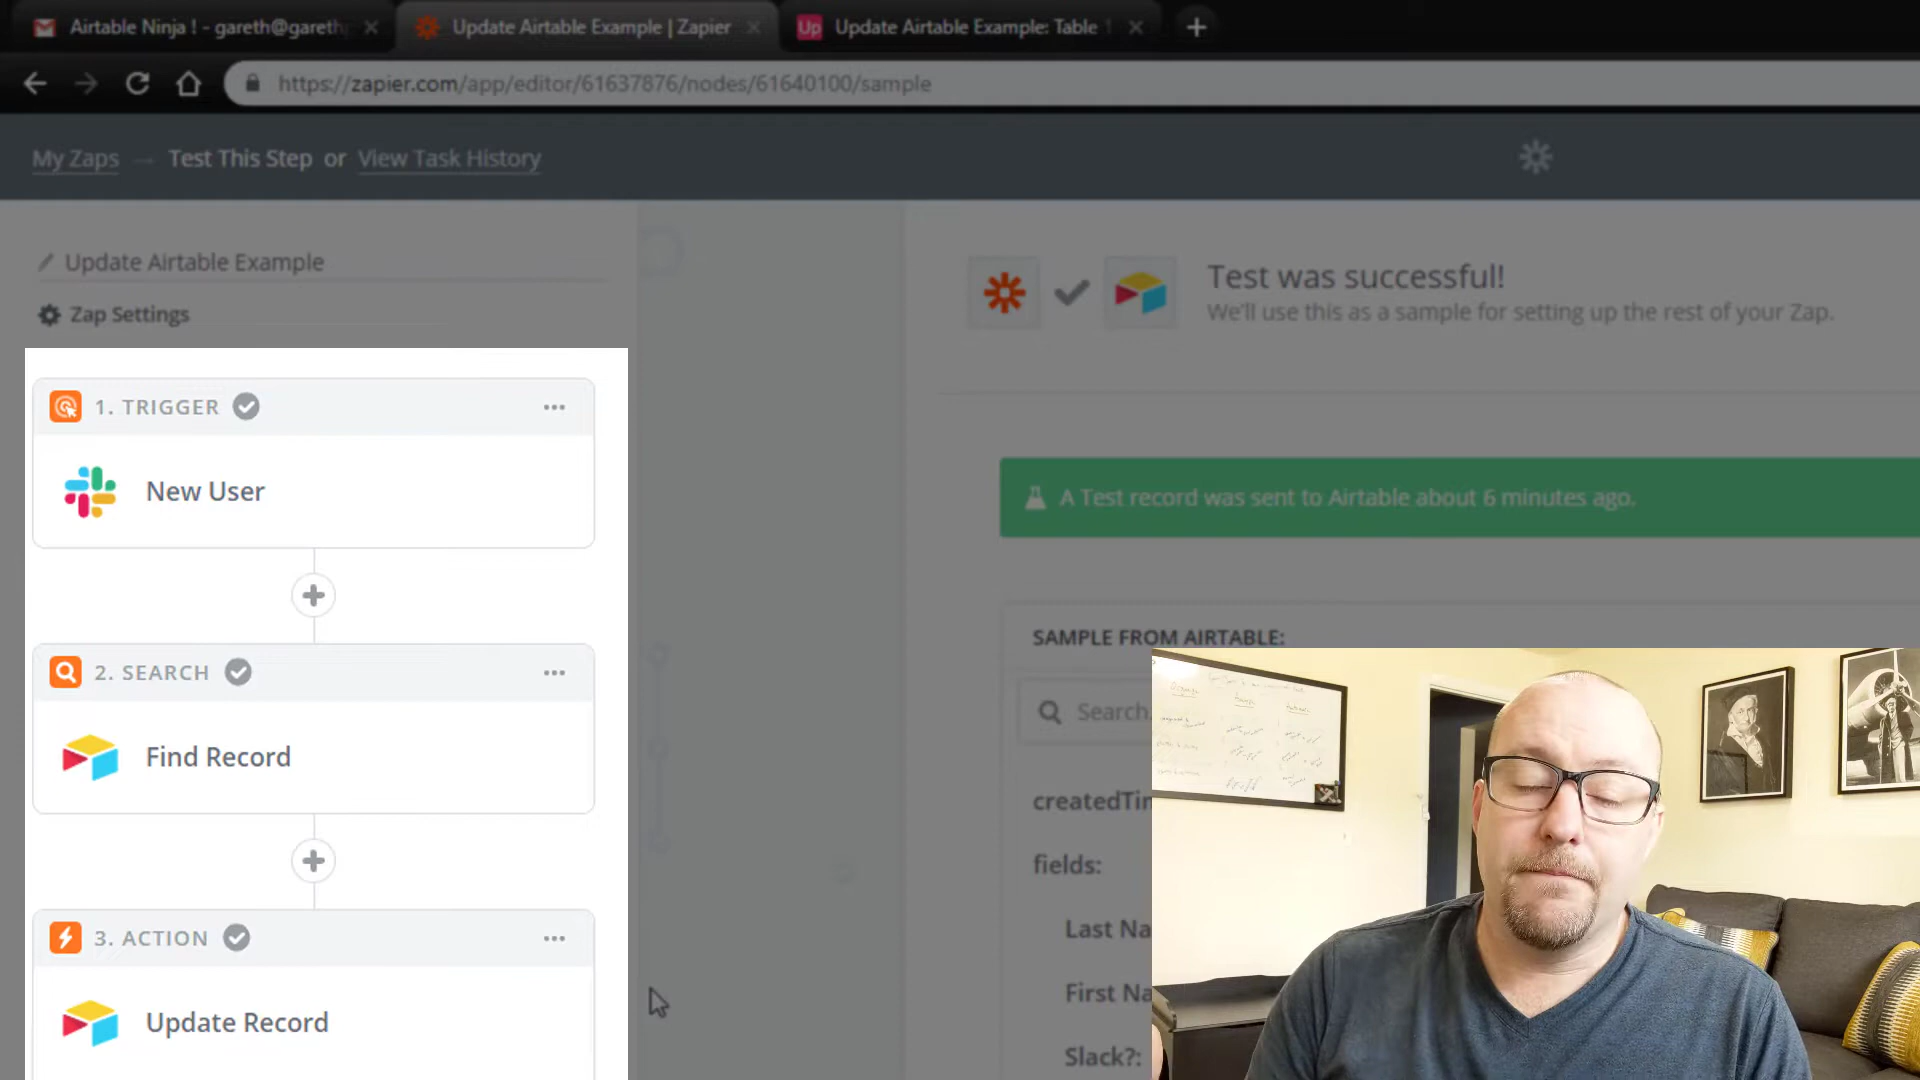 Airtable Ninja ! - gareth@gareth
Update Airtable Example | Zapier
Up
Update Airtable Example: Table 1
https://zapier.com/app/editor/61637876/nodes/61640100/sample
My Zaps → Test This Step or View Task History
Update Airtable Example
Zap Settings
1. TRIGGER
New User
2. SEARCH
Find Record
3. ACTION
Update Record
Test was successful!
We'll use this as a sample for setting up the rest of your Zap.
A Test record was sent to Airtable about 6 minutes ago.
SAMPLE FROM AIRTABLE:
Search
createdTim
fields:
Last Na
First Na
Slack?: